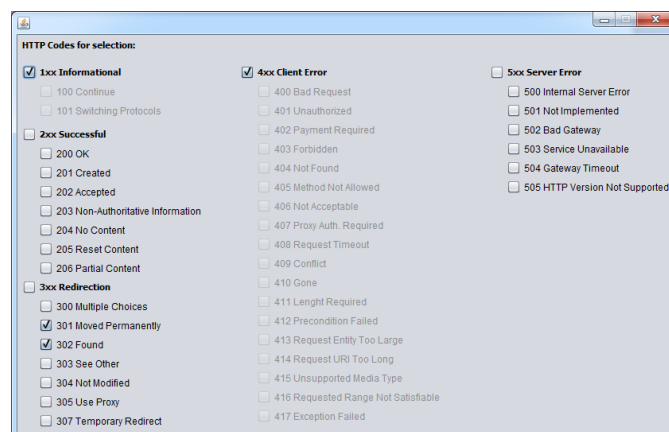 HTTP Codes for selection:
1xx Informational
100 Continue
101 Switching Protocols
2xx Successful
200 OK
201 Created
202 Accepted
203 Non-Authoritative Information
204 No Content
205 Reset Content
206 Partial Content
3xx Redirection
300 Multiple Choices
301 Moved Permanently
302 Found
303 See Other
304 Not Modified
305 Use Proxy
307 Temporary Redirect
4xx Client Error
400 Bad Request
401 Unauthorized
402 Payment Required
403 Forbidden
404 Not Found
405 Method Not Allowed
406 Not Acceptable
407 Proxy Auth. Required
408 Request Timeout
409 Conflict
410 Gone
411 Lenght Required
412 Precondition Failed
413 Request Entity Too Large
414 Request URI Too Long
415 Unsupported Media Type
416 Requested Range Not Satisfiable
417 Exception Failed
5xx Server Error
500 Internal Server Error
501 Not Implemented
502 Bad Gateway
503 Service Unavailable
504 Gateway Timeout
505 HTTP Version Not Supported